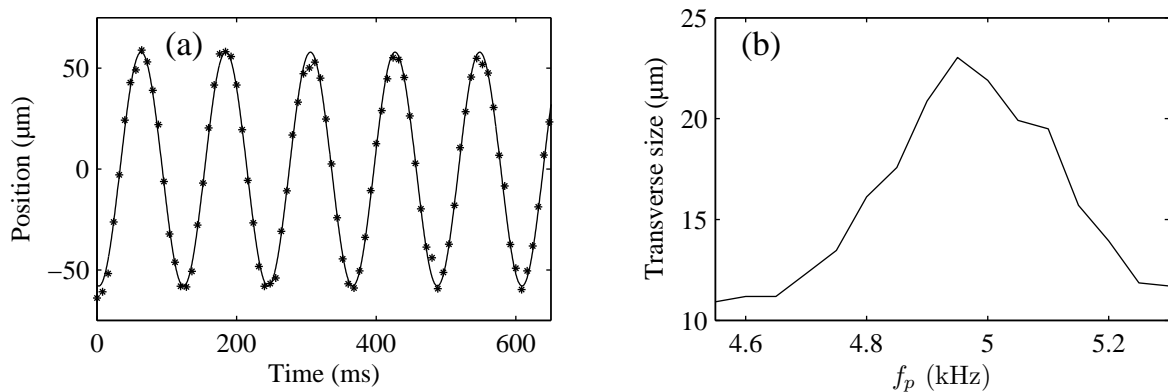 (a)
Position (μm)
50
0
−50
0
200
400
600
Time (ms)
(b)
Transverse size (μm)
25
20
15
10
4.6
4.8
5
5.2
f_p (kHz)